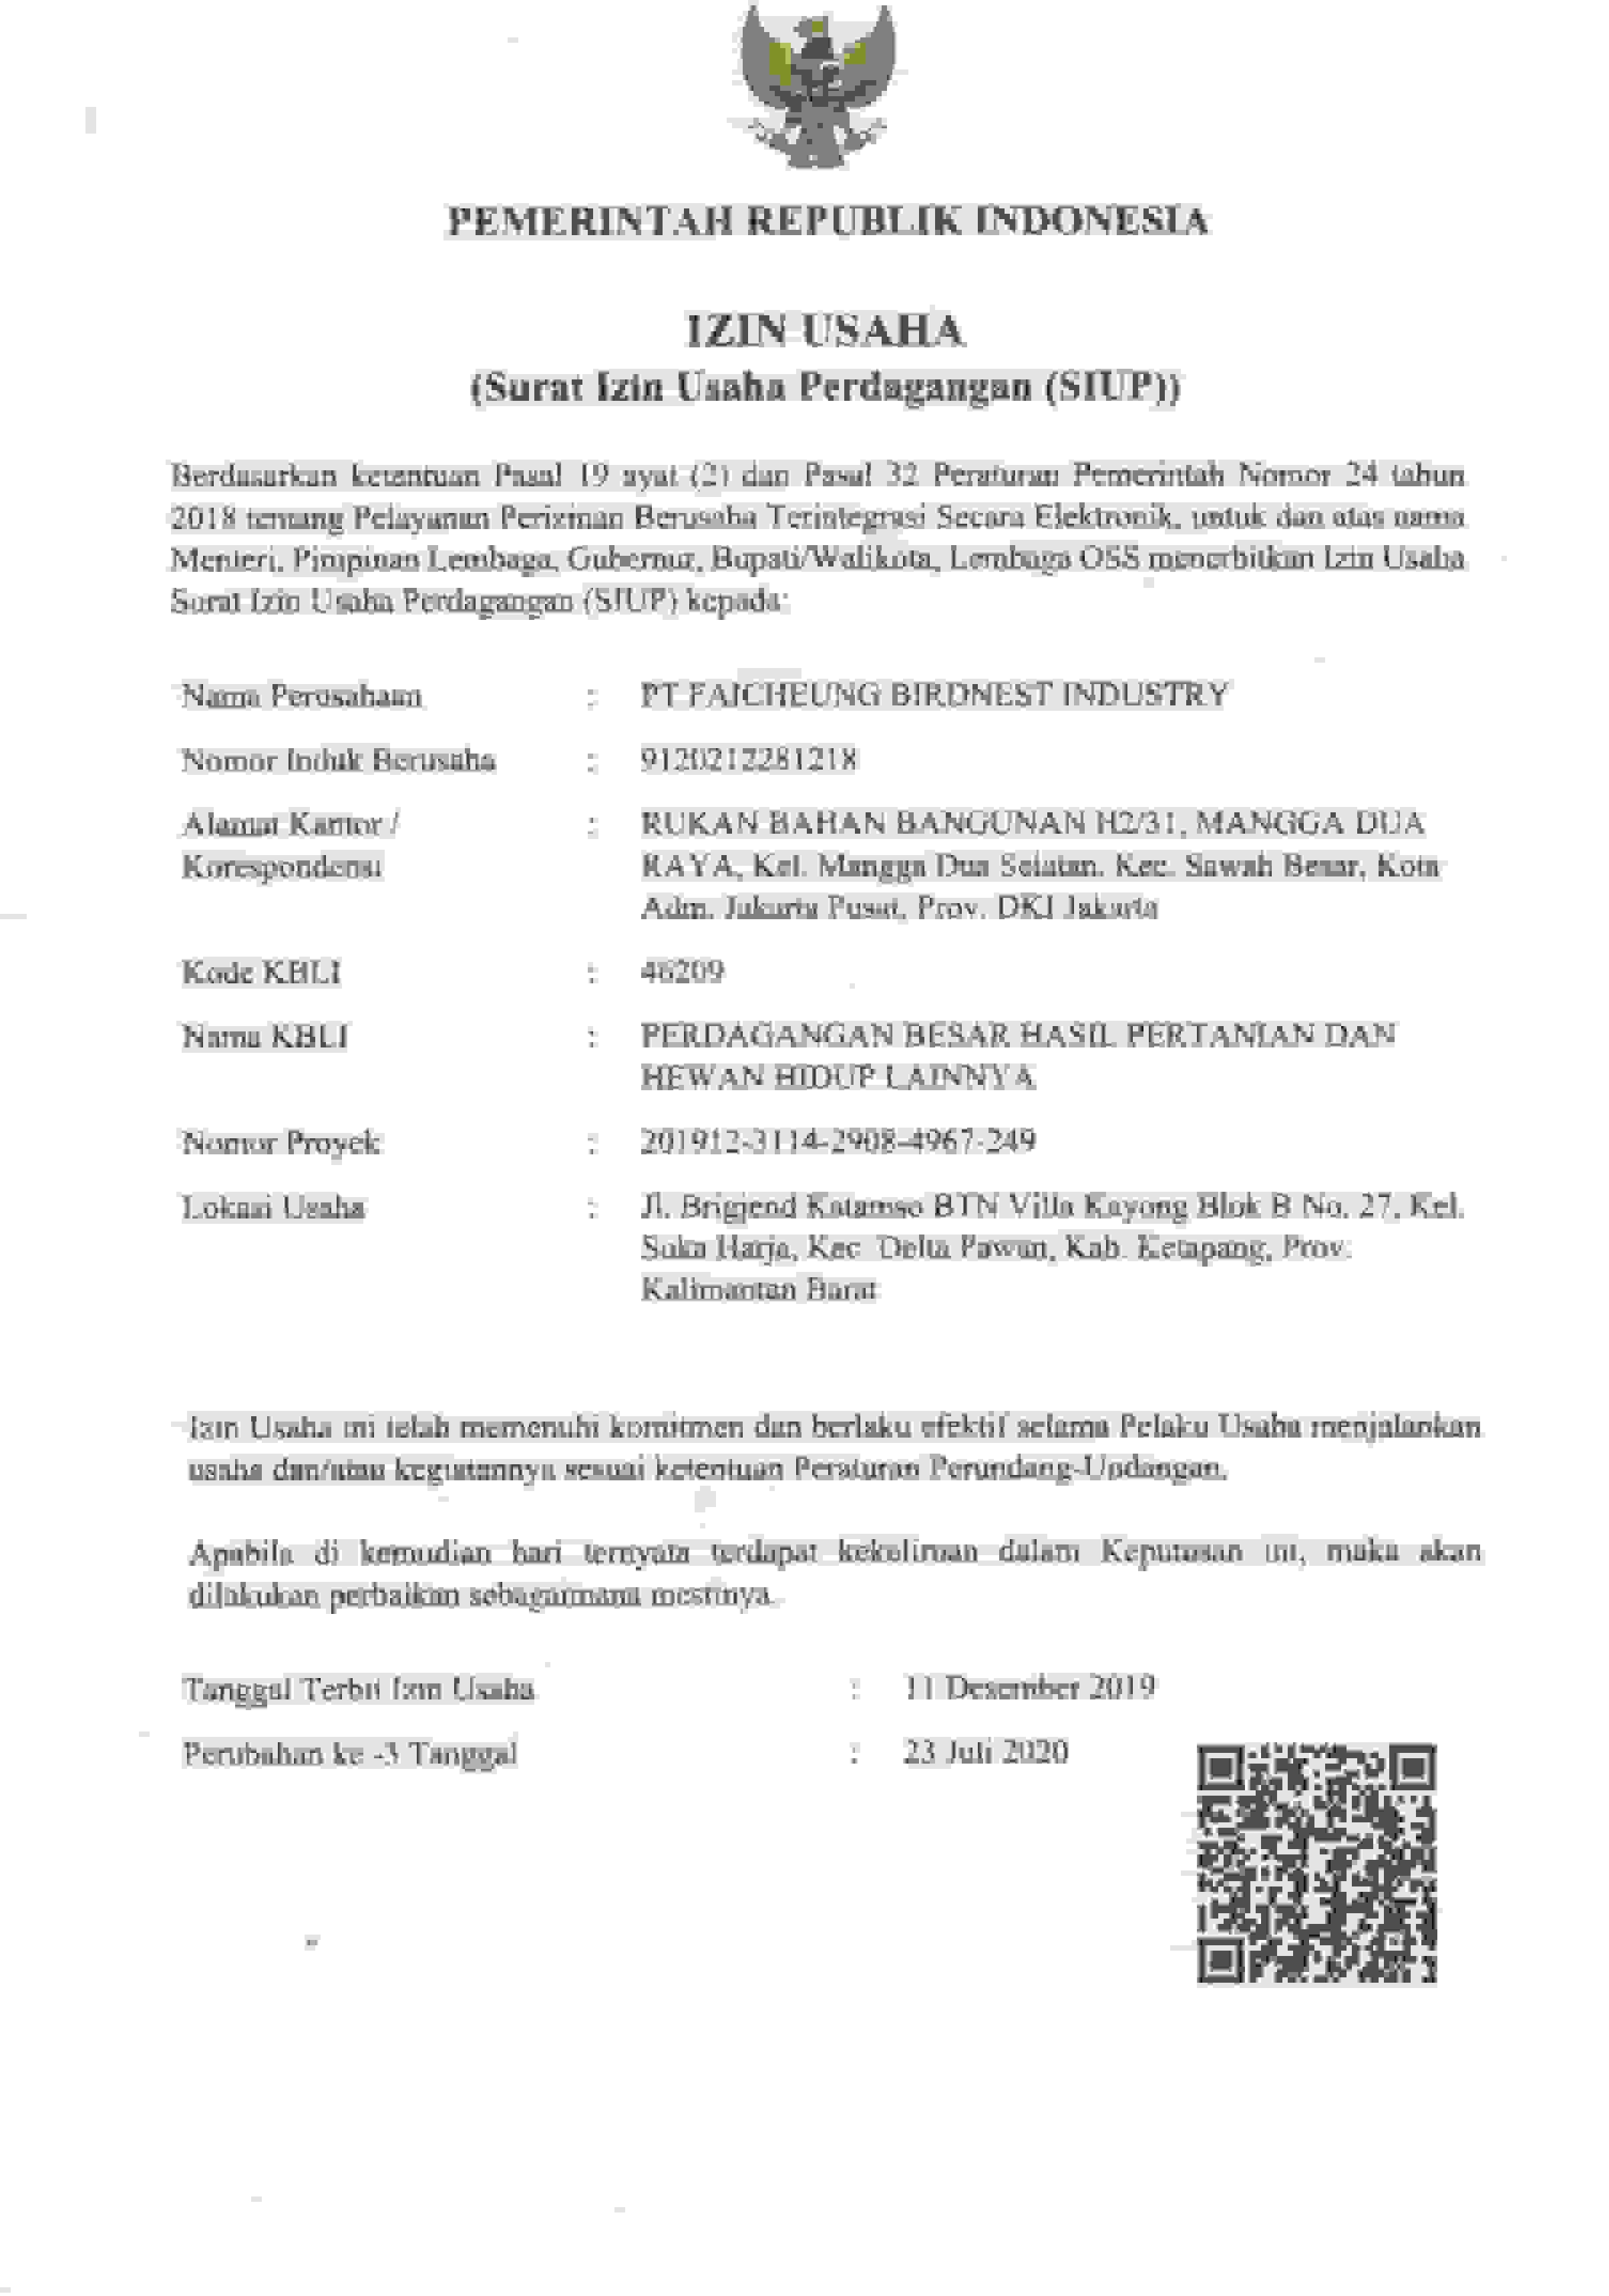 PEMERINTAH REPUBLIK INDONESIA
IZIN USAHA
(Surat Izin Usaha Perdagangan (SIUP))
Berdasarkan ketentuan Pasal 19 ayat (2) dan Pasal 32 Peraturan Pemerintah Nomor 24 tahun
2018 tentang Pelayanan Perizinan Berusaha Terintegrasi Secara Elektronik, untuk dan atas nama
Menteri, Pimpinan Lembaga, Gubernur, Bupati/Walikota, Lembaga OSS menerbitkan Izin Usaha
Surat Izin Usaha Perdagangan (SIUP) kepada:
Nama Perusahaan : PT FAICHEUNG BIRDNEST INDUSTRY
Nomor Induk Berusaha : 9120212281218
Alamat Kantor / : RUKAN BAHAN BANGUNAN H2/31, MANGGA DUA
Korespondensi RAYA, Kel. Mangga Dua Selatan, Kec. Sawah Besar, Kota
Adm. Jakarta Pusat, Prov. DKI Jakarta
Kode KBLI : 46209
Nama KBLI : PERDAGANGAN BESAR HASIL PERTANIAN DAN
HEWAN HIDUP LAINNYA
Nomor Proyek : 201912-3114-2908-4967-249
Lokasi Usaha : Jl. Brigjend Katamso BTN Villa Kayong Blok B No. 27, Kel.
Suka Harja, Kec. Delta Pawan, Kab. Ketapang, Prov.
Kalimantan Barat
Izin Usaha ini telah memenuhi komitmen dan berlaku efektif selama Pelaku Usaha menjalankan
usaha dan/atau kegiatannya sesuai ketentuan Peraturan Perundang-Undangan.
Apabila di kemudian hari ternyata terdapat kekeliruan dalam Keputusan ini, maka akan
dilakukan perbaikan sebagaimana mestinya.
Tanggal Terbit Izin Usaha : 11 Desember 2019
Perubahan ke -3 Tanggal : 23 Juli 2020